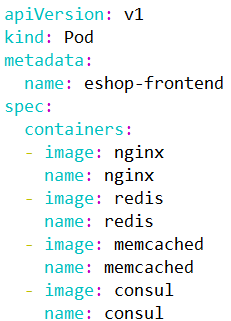 apiVersion: v1
kind: Pod
metadata:
  name: eshop-frontend
spec:
  containers:
  - image: nginx
    name: nginx
  - image: redis
    name: redis
  - image: memcached
    name: memcached
  - image: consul
    name: consul